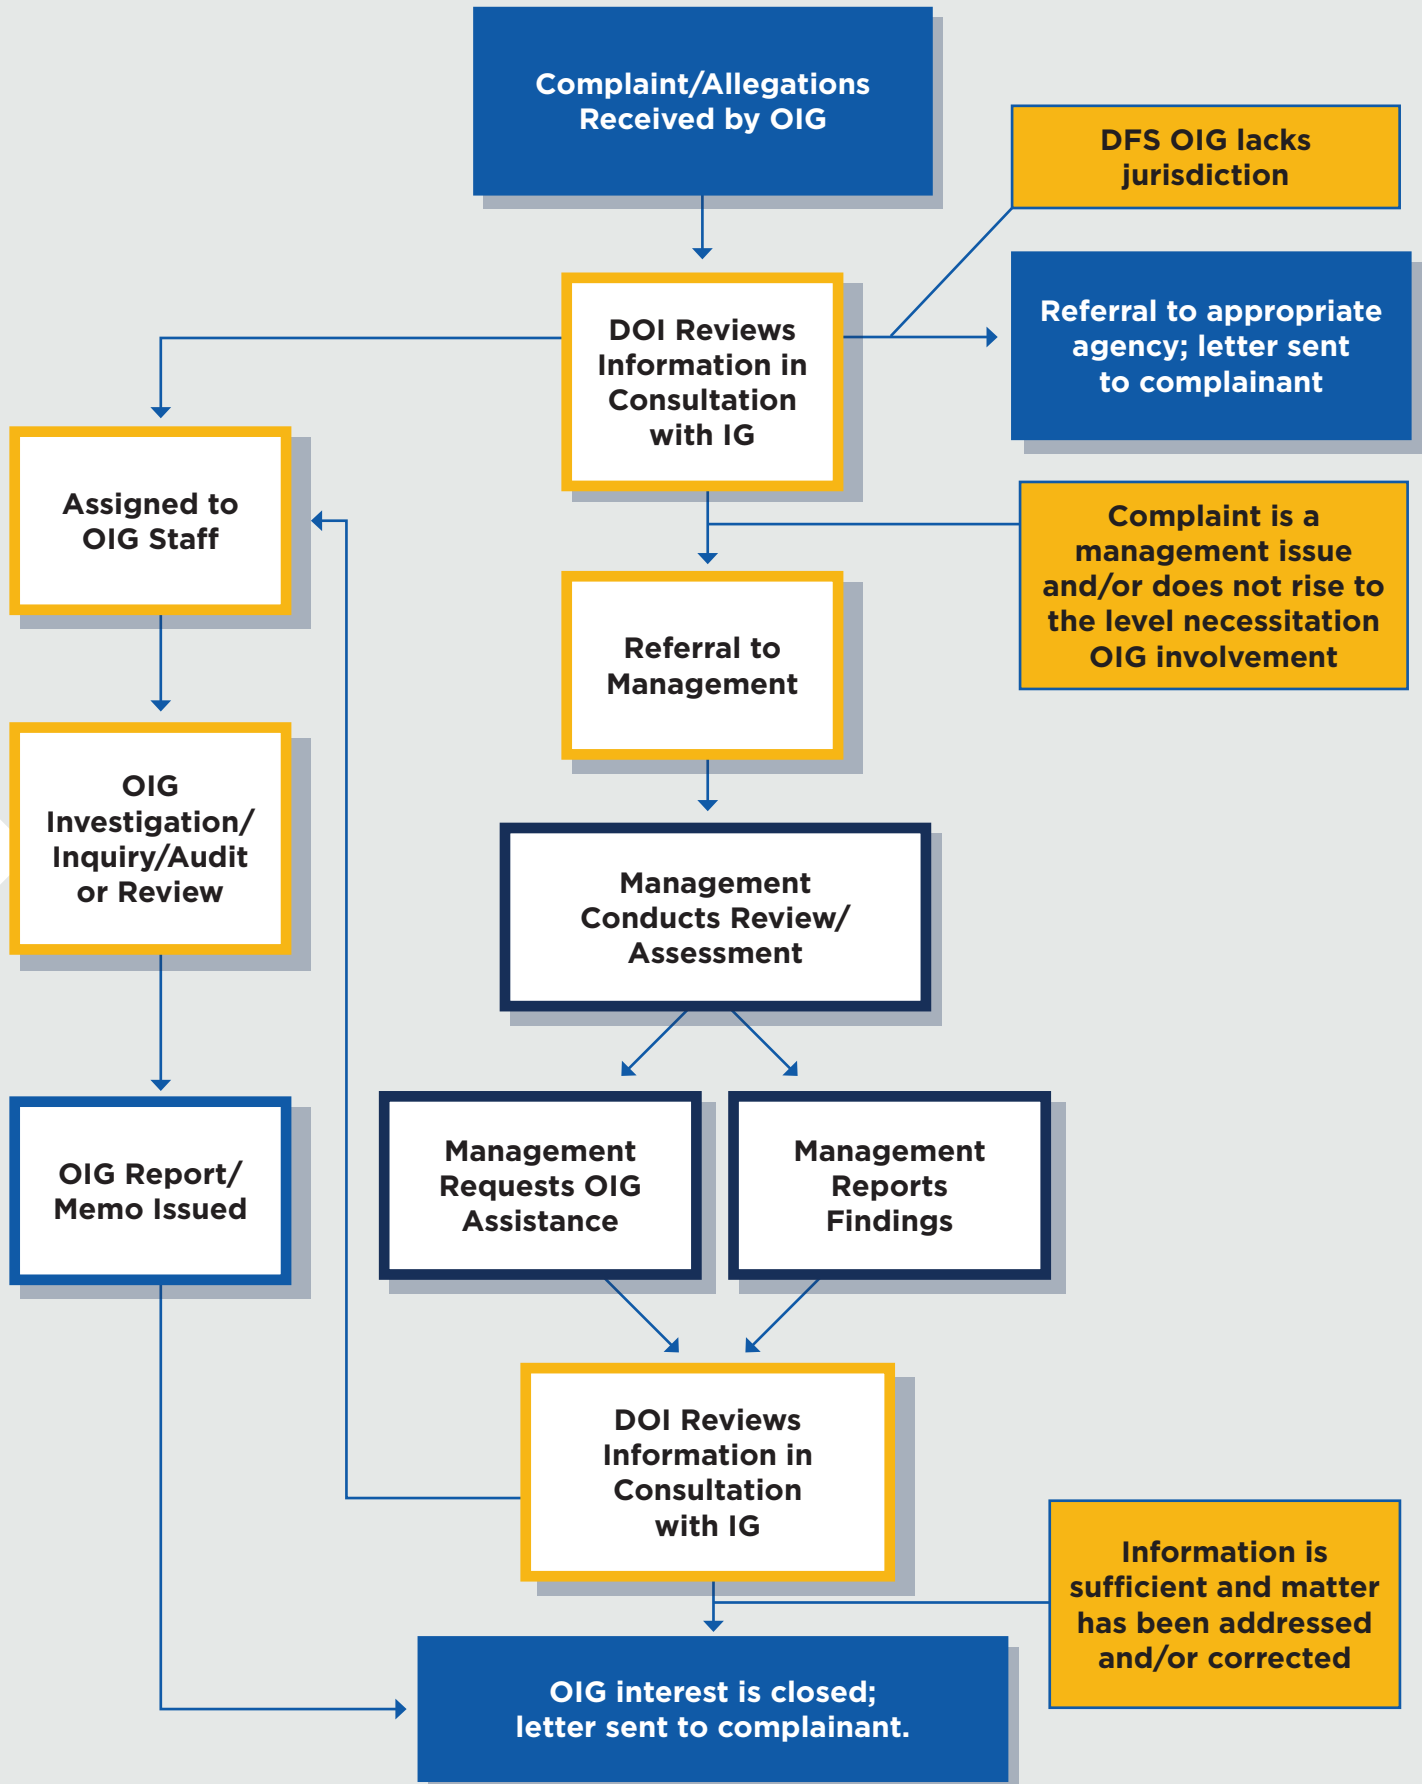 Complaint/Allegations
Received by OIG
DFS OIG lacks
jurisdiction
DOI Reviews
Information in
Consultation
with IG
Referral to appropriate
agency; letter sent
to complainant
Assigned to
OIG Staff
Complaint is a
management issue
and/or does not rise to
the level necessitation
OIG involvement
Referral to
Management
OIG
Investigation/
Inquiry/Audit
or Review
Management
Conducts Review/
Assessment
OIG Report/
Memo Issued
Management
Requests OIG
Assistance
Management
Reports
Findings
DOI Reviews
Information in
Consultation
with IG
Information is
sufficient and matter
has been addressed
and/or corrected
OIG interest is closed;
letter sent to complainant.